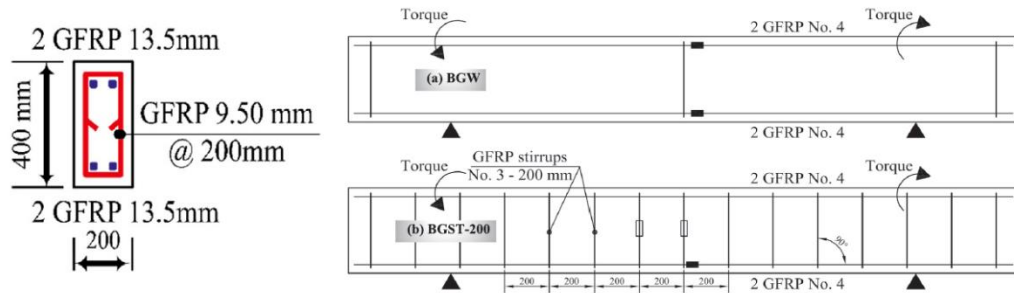 2 GFRP 13.5mm
400 mm
GFRP 9.50 mm
@ 200mm
2 GFRP 13.5mm
200
Torque
2 GFRP No. 4
Torque
(a) BGW
2 GFRP No. 4
Torque
GFRP stirrups
No. 3 - 200 mm
2 GFRP No. 4
Torque
(b) BGST-200
90°
200 200 200 200 200
2 GFRP No. 4